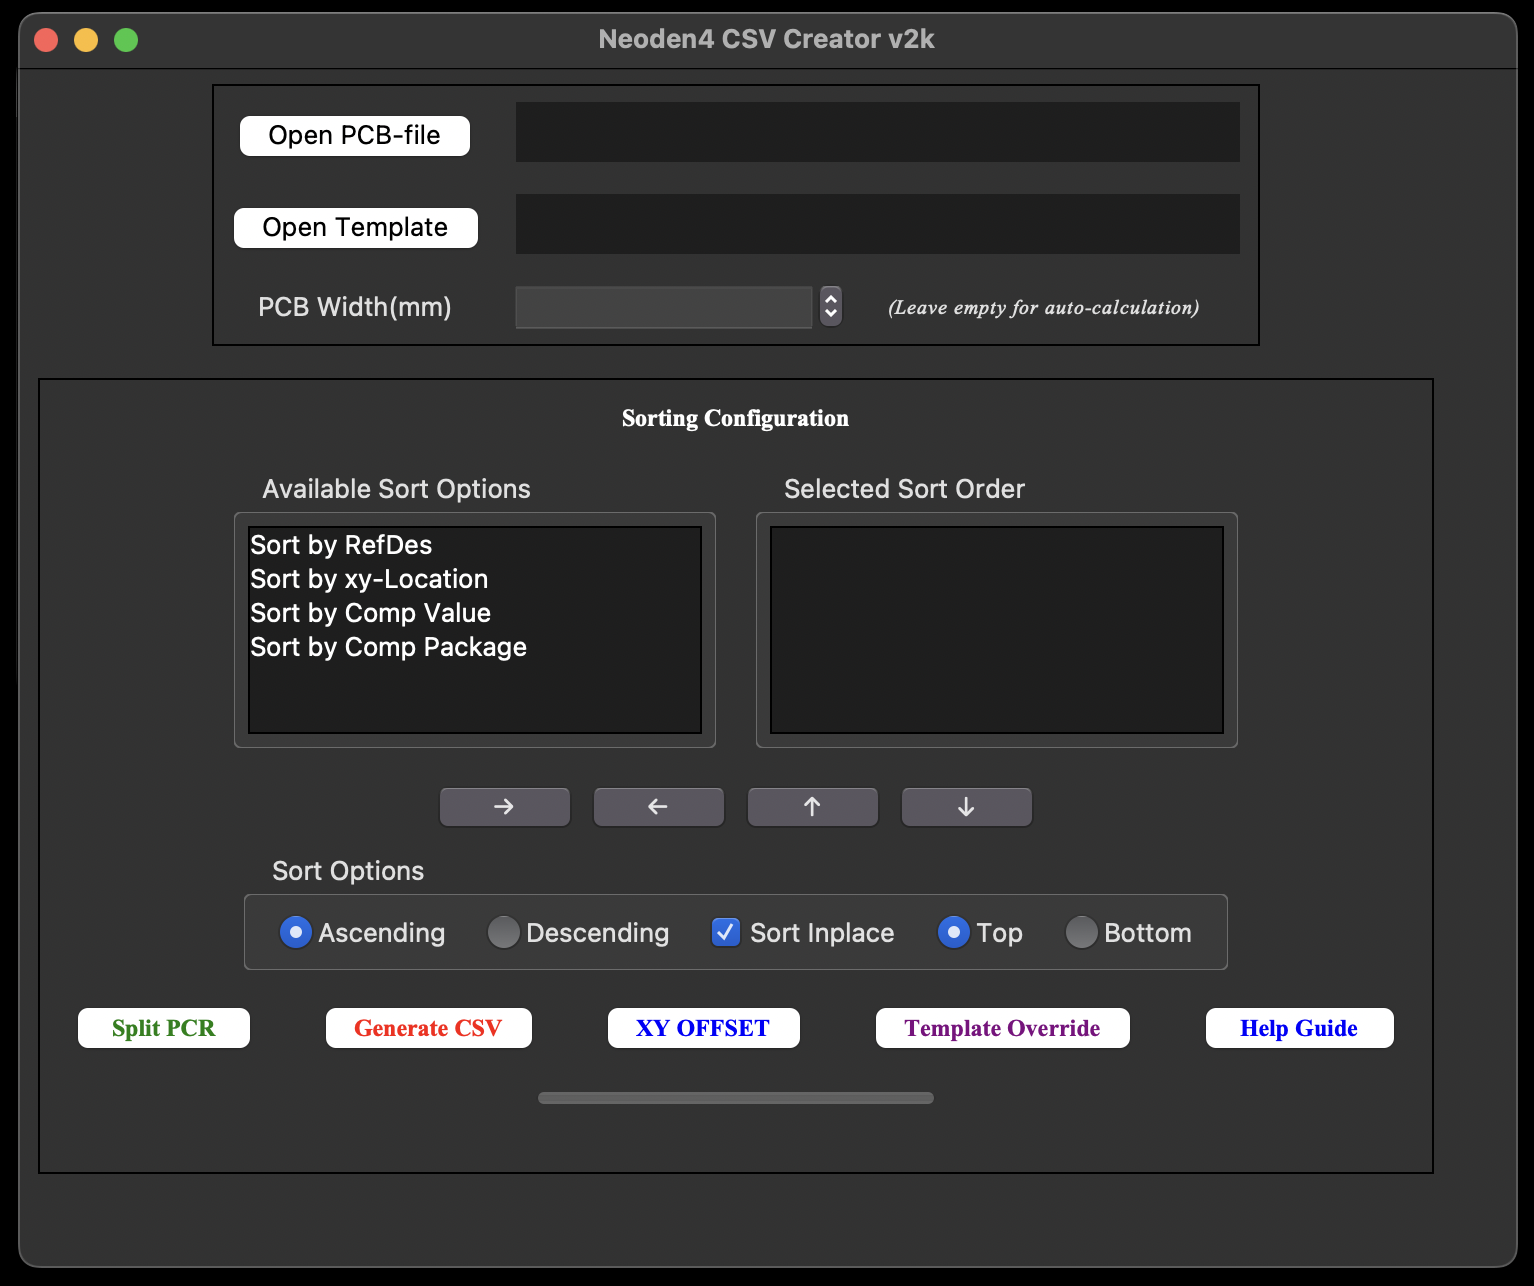 Neoden4 CSV Creator v2k
Open PCB-file
Open Template
PCB Width(mm)
(Leave empty for auto-calculation)
Sorting Configuration
Available Sort Options
Selected Sort Order
Sort by RefDes
Sort by xy-Location
Sort by Comp Value
Sort by Comp Package
→ ← ↑ ↓
Sort Options
Ascending Descending Sort Inplace Top Bottom
Split PCR Generate CSV XY OFFSET Template Override Help Guide